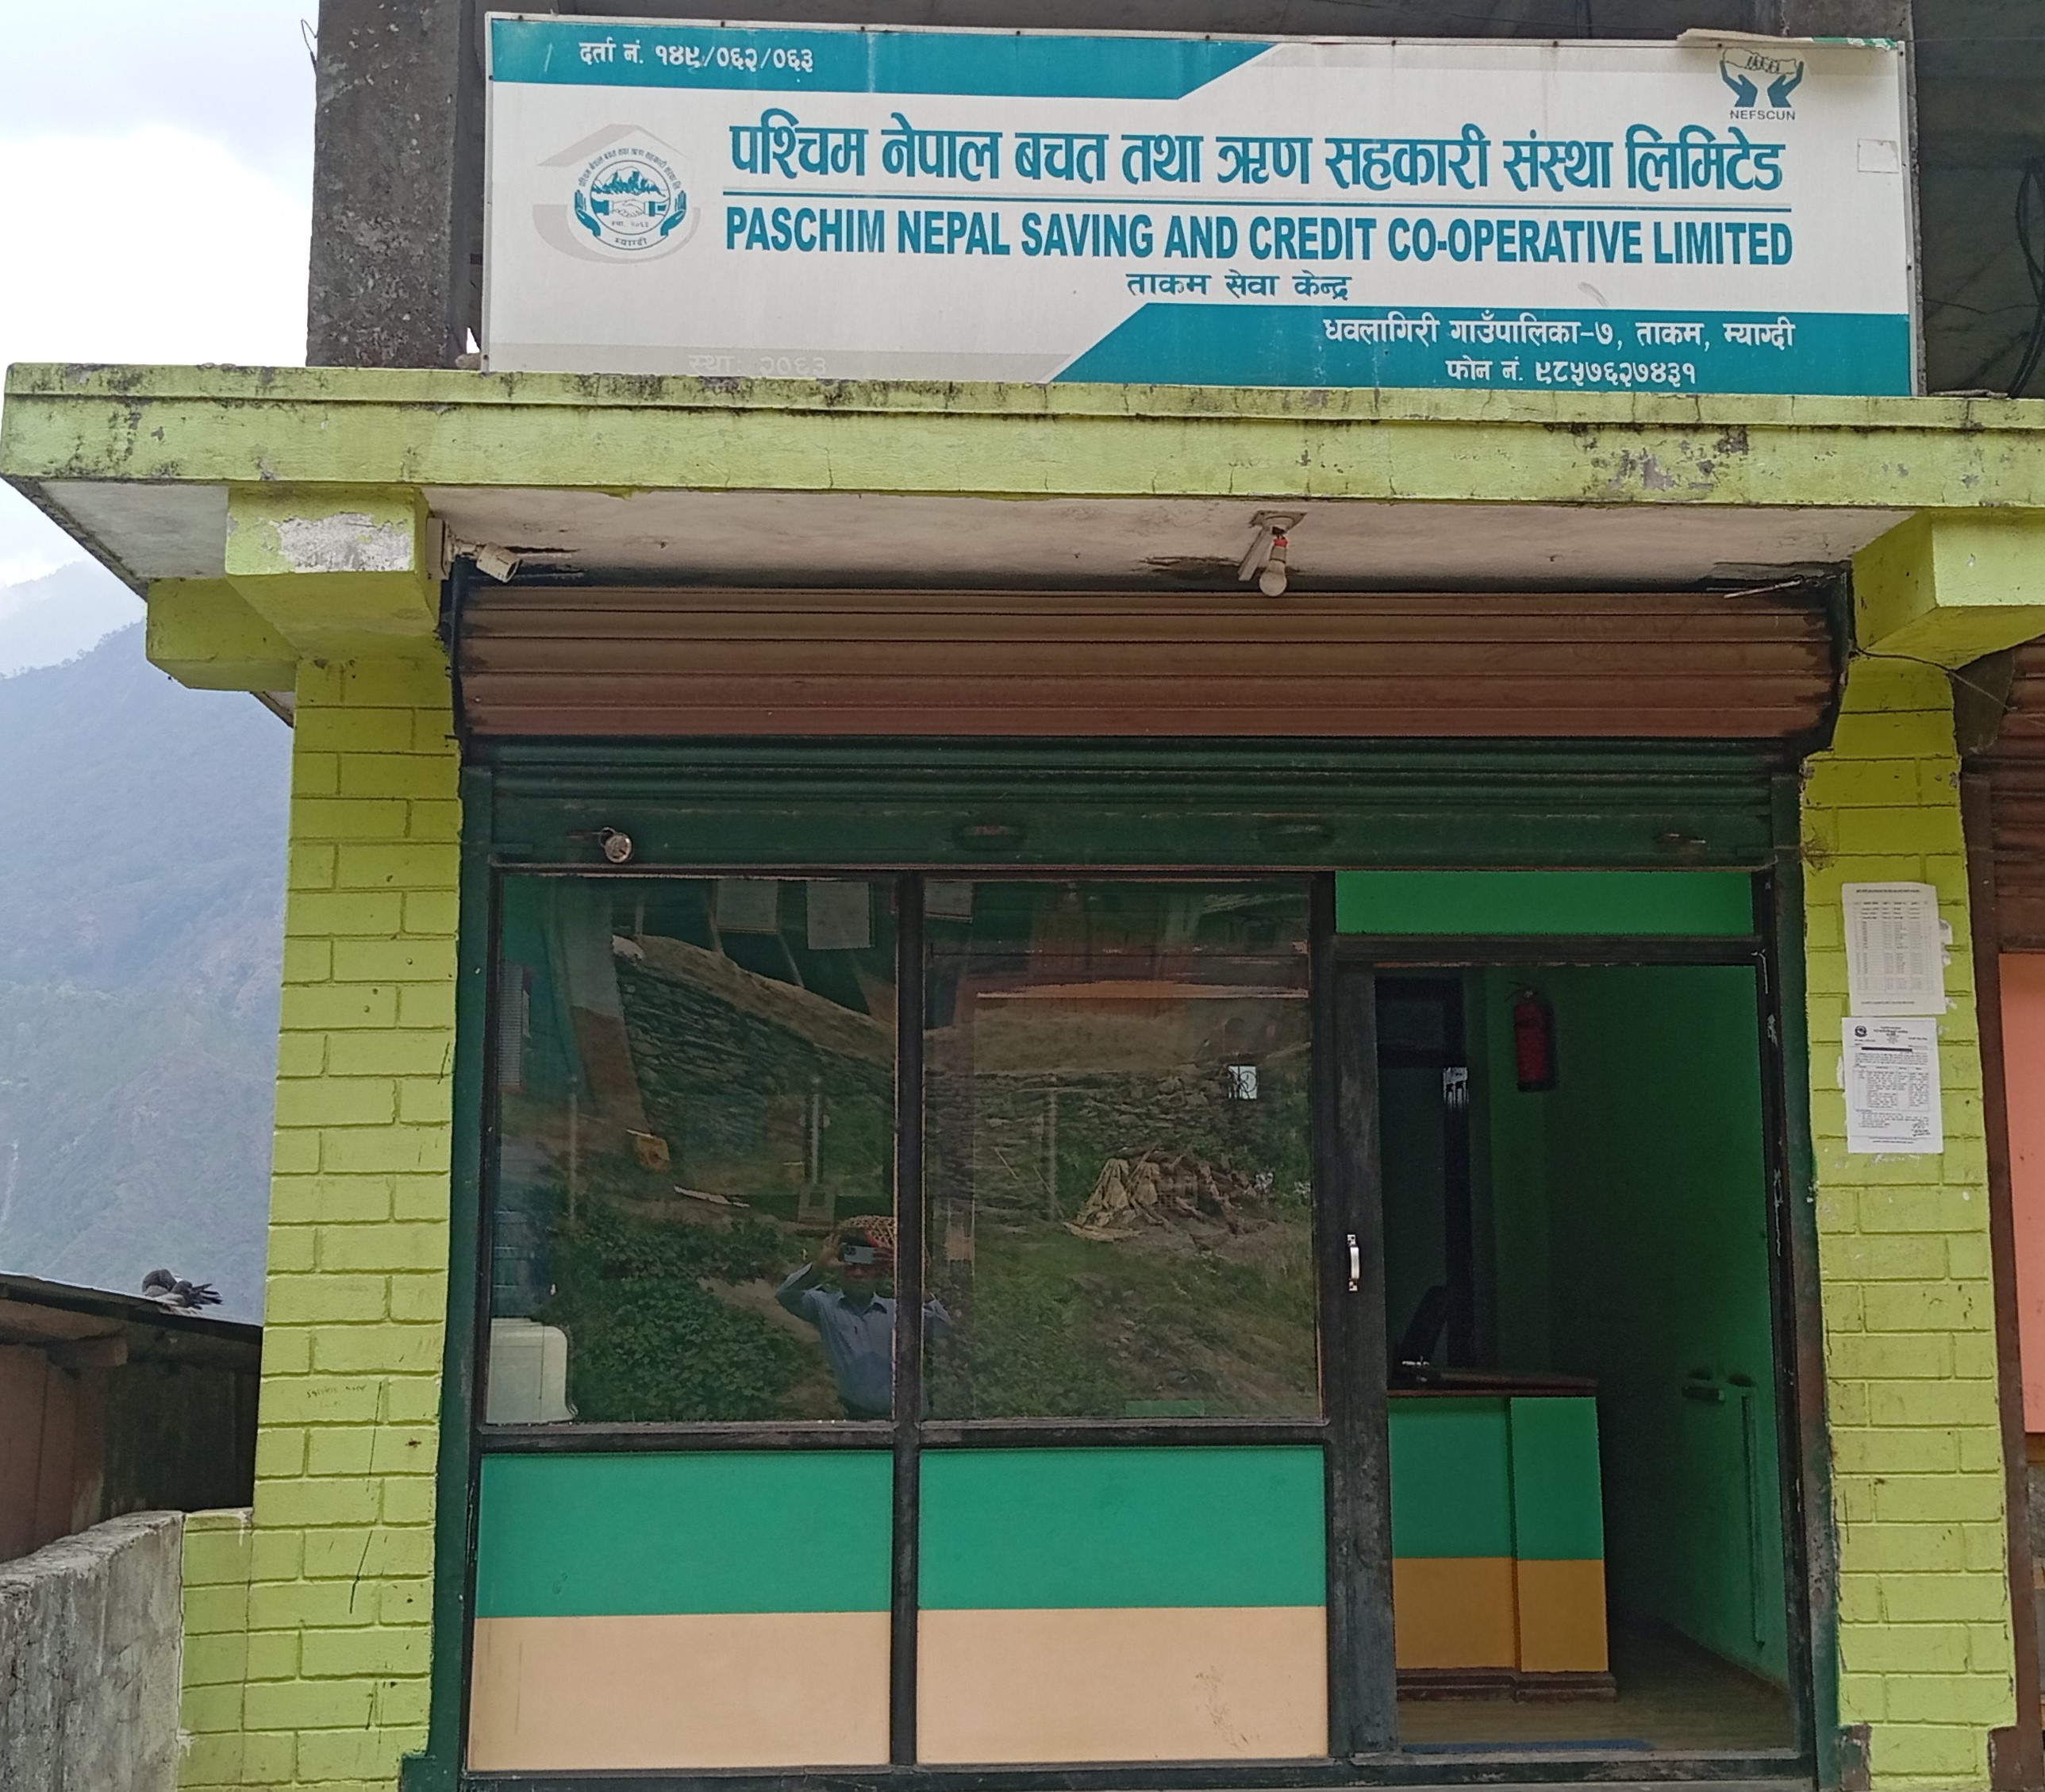 दर्ता नं. १४९/०६२/०६३
NEFSCUN
पश्चिम नेपाल बचत तथा ऋण सहकारी संस्था लिमिटेड
PASCHIM NEPAL SAVING AND CREDIT CO-OPERATIVE LIMITED
ताकम सेवा केन्द्र
म्याग्दी
धवलागिरी गाउँपालिका-७, ताकम, म्याग्दी
फोन नं. ९८५७६२७४३१
स्था: २०६३